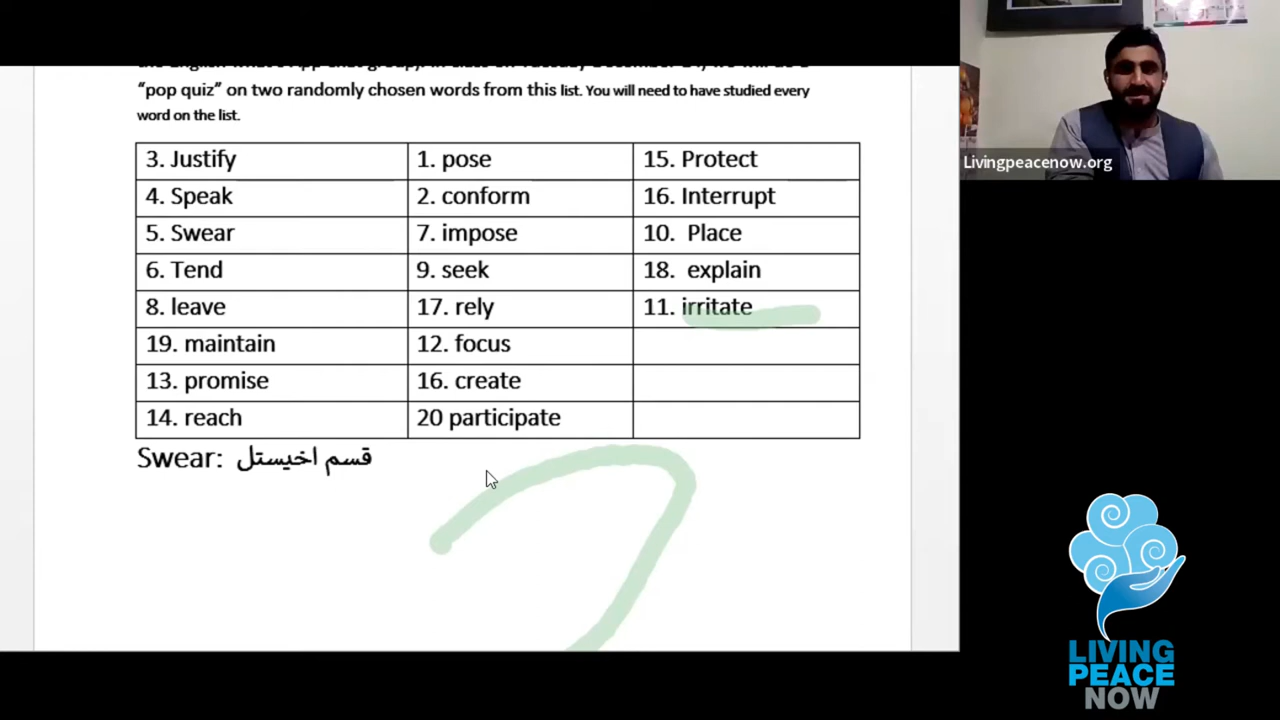 "pop quiz" on two randomly chosen words from this list. You will need to have studied every
word on the list.
3. Justify 1. pose 15. Protect
4. Speak 2. conform 16. Interrupt
5. Swear 7. impose 10. Place
6. Tend 9. seek 18. explain
8. leave 17. rely 11. irritate
19. maintain 12. focus
13. promise 16. create
14. reach 20 participate
Swear: قسم اخیستل
Livingpeacenow.org
LIVING
PEACE
NOW